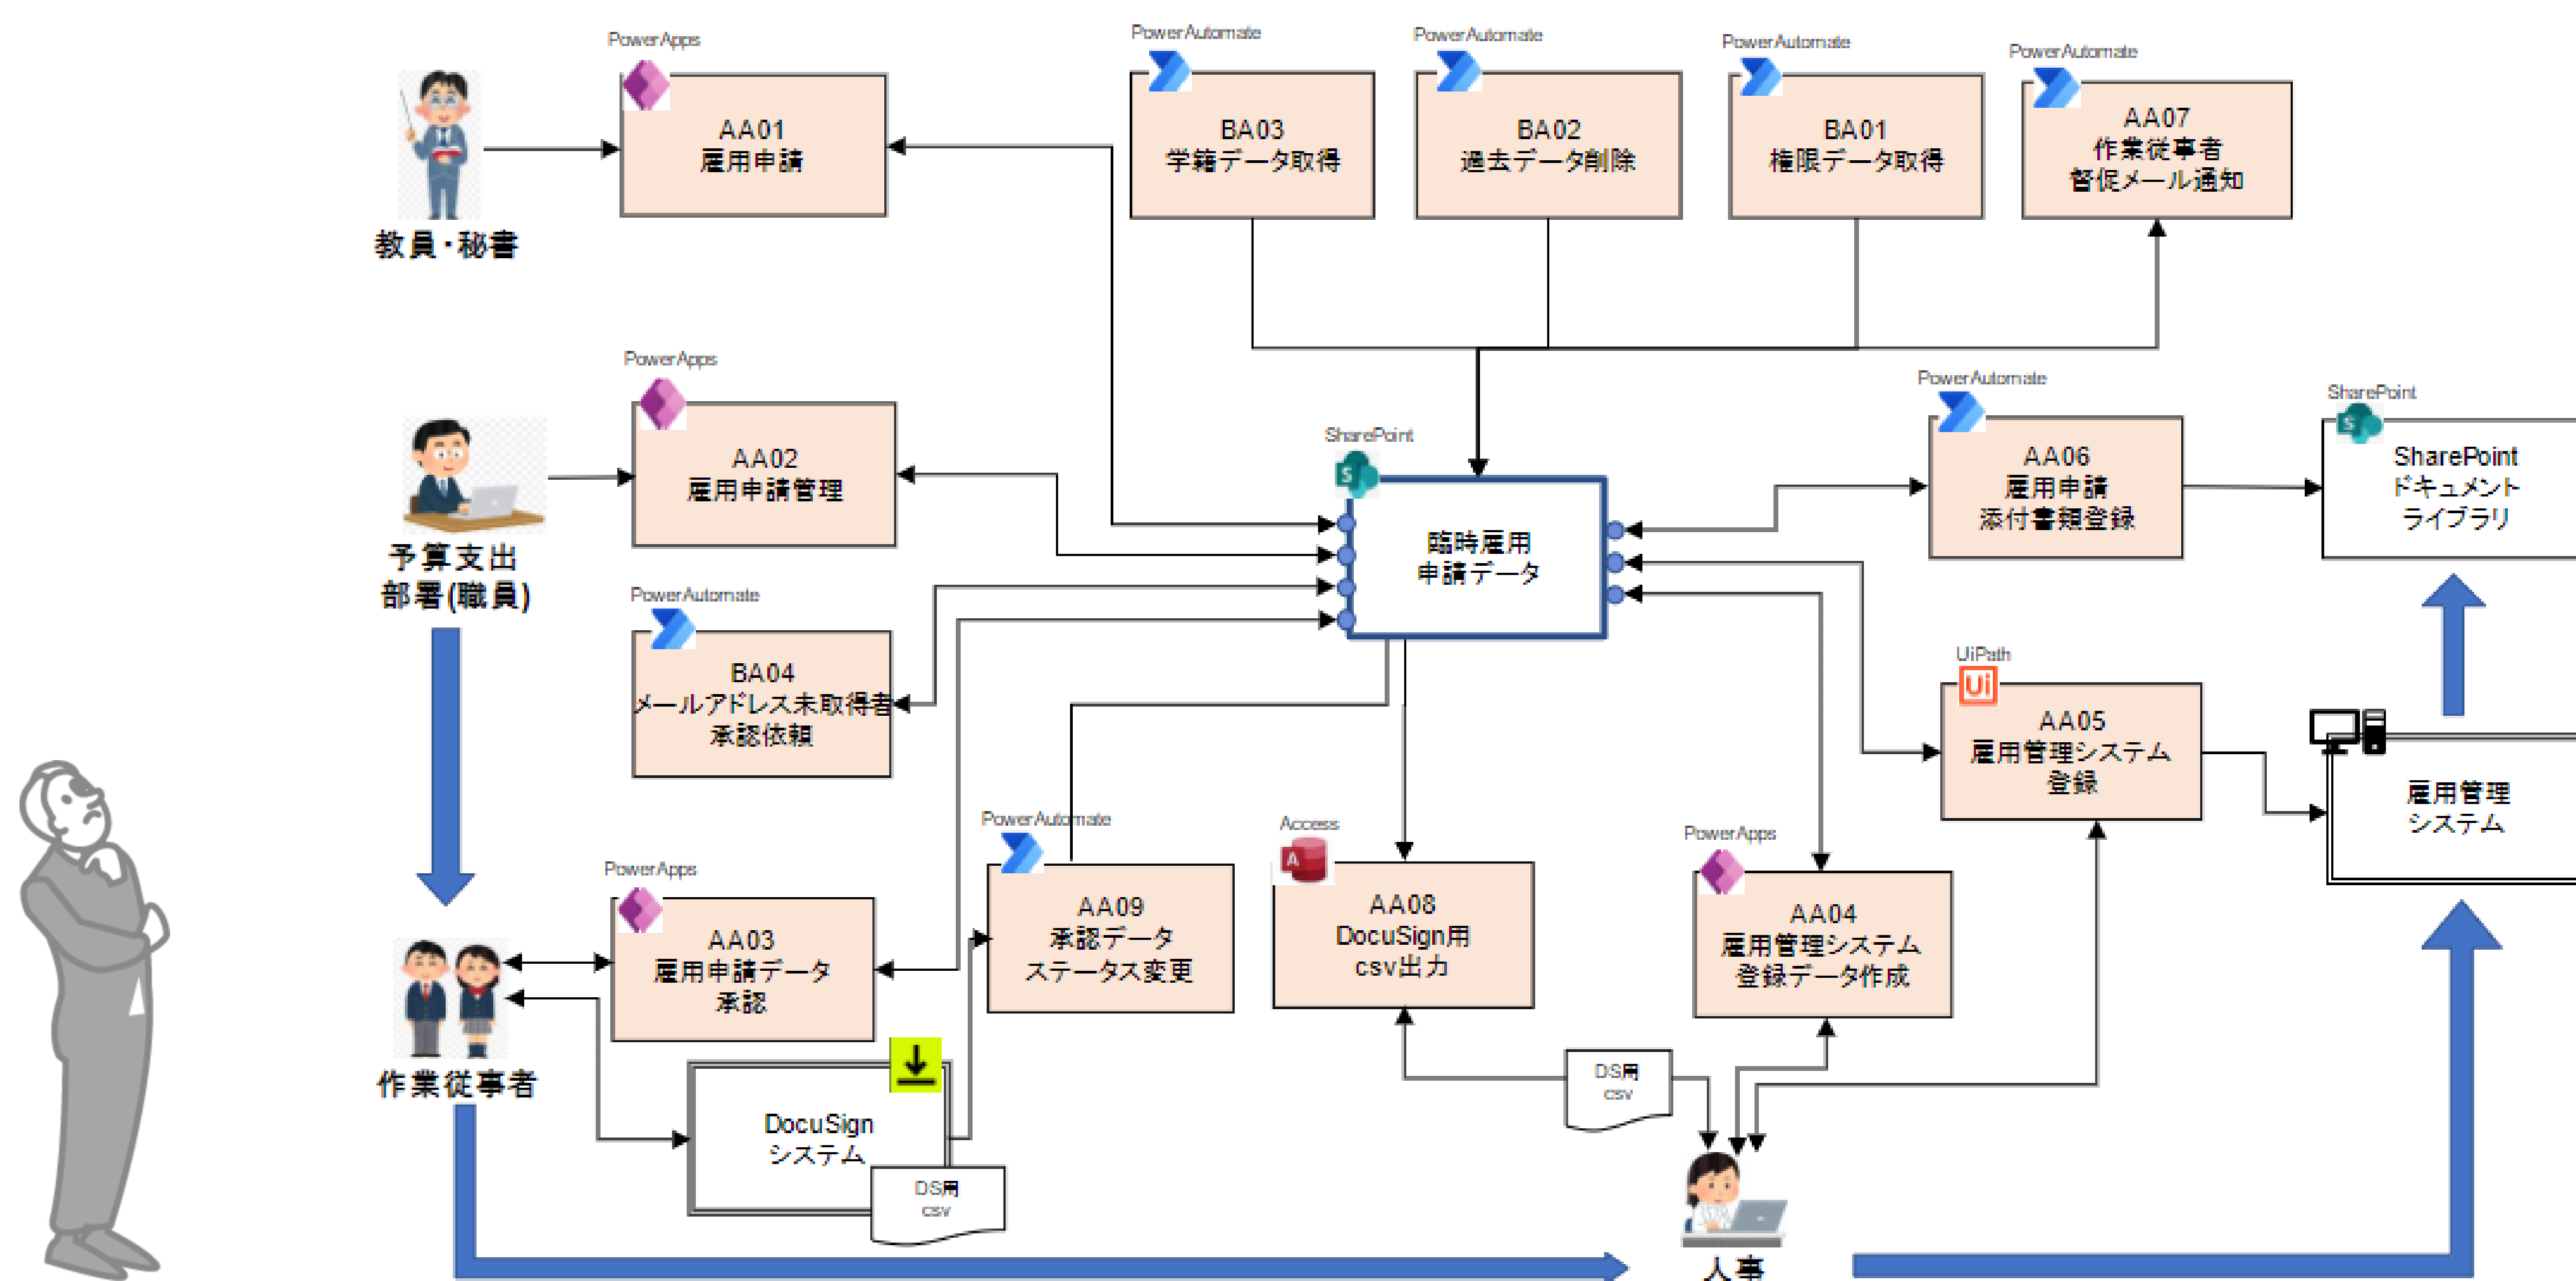 PowerApps
AA01
雇用申請
教員・秘書
PowerAutomate
BA03
学籍データ取得
PowerAutomate
BA02
過去データ削除
PowerAutomate
BA01
権限データ取得
PowerAutomate
AA07
作業従事者
督促メール通知
PowerApps
AA02
雇用申請管理
予算支出
部署(職員)
SharePoint
臨時雇用
申請データ
PowerAutomate
AA06
雇用申請
添付書類登録
SharePoint
SharePoint
ドキュメント
ライブラリ
PowerAutomate
BA04
メールアドレス未取得者
承認依頼
UiPath
Ui
AA05
雇用管理システム
登録
雇用管理
システム
PowerApps
AA03
雇用申請データ
承認
作業従事者
PowerAutomate
AA09
承認データ
ステータス変更
Access
AA08
DocuSign用
csv出力
PowerApps
AA04
雇用管理システム
登録データ作成
DocuSign
システム
DS用
csv
DS用
csv
人事